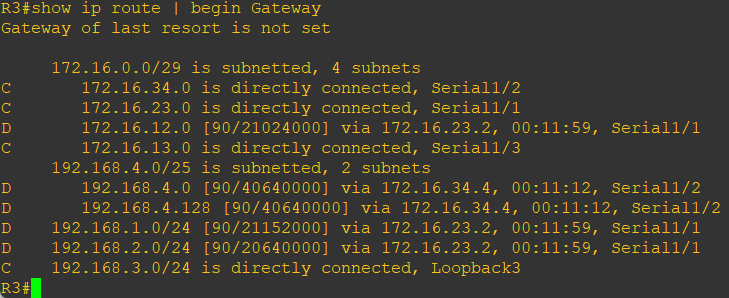 R3#show ip route | begin Gateway
Gateway of last resort is not set
172.16.0.0/29 is subnetted, 4 subnets
C 172.16.34.0 is directly connected, Serial1/2
C 172.16.23.0 is directly connected, Serial1/1
D 172.16.12.0 [90/21024000] via 172.16.23.2, 00:11:59, Serial1/1
C 172.16.13.0 is directly connected, Serial1/3
192.168.4.0/25 is subnetted, 2 subnets
D 192.168.4.0 [90/40640000] via 172.16.34.4, 00:11:12, Serial1/2
D 192.168.4.128 [90/40640000] via 172.16.34.4, 00:11:12, Serial1/2
D 192.168.1.0/24 [90/21152000] via 172.16.23.2, 00:11:59, Serial1/1
D 192.168.2.0/24 [90/20640000] via 172.16.23.2, 00:11:59, Serial1/1
C 192.168.3.0/24 is directly connected, Loopback3
R3#